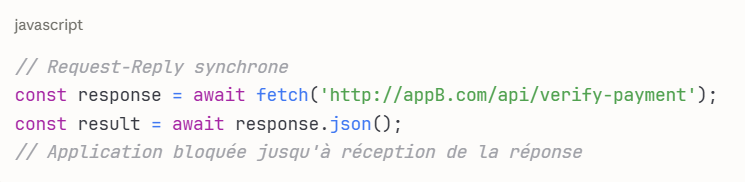 javascript
// Request-Reply synchrone
const response = await fetch('http://appB.com/api/verify-payment');
const result = await response.json();
// Application bloquée jusqu'à réception de la réponse